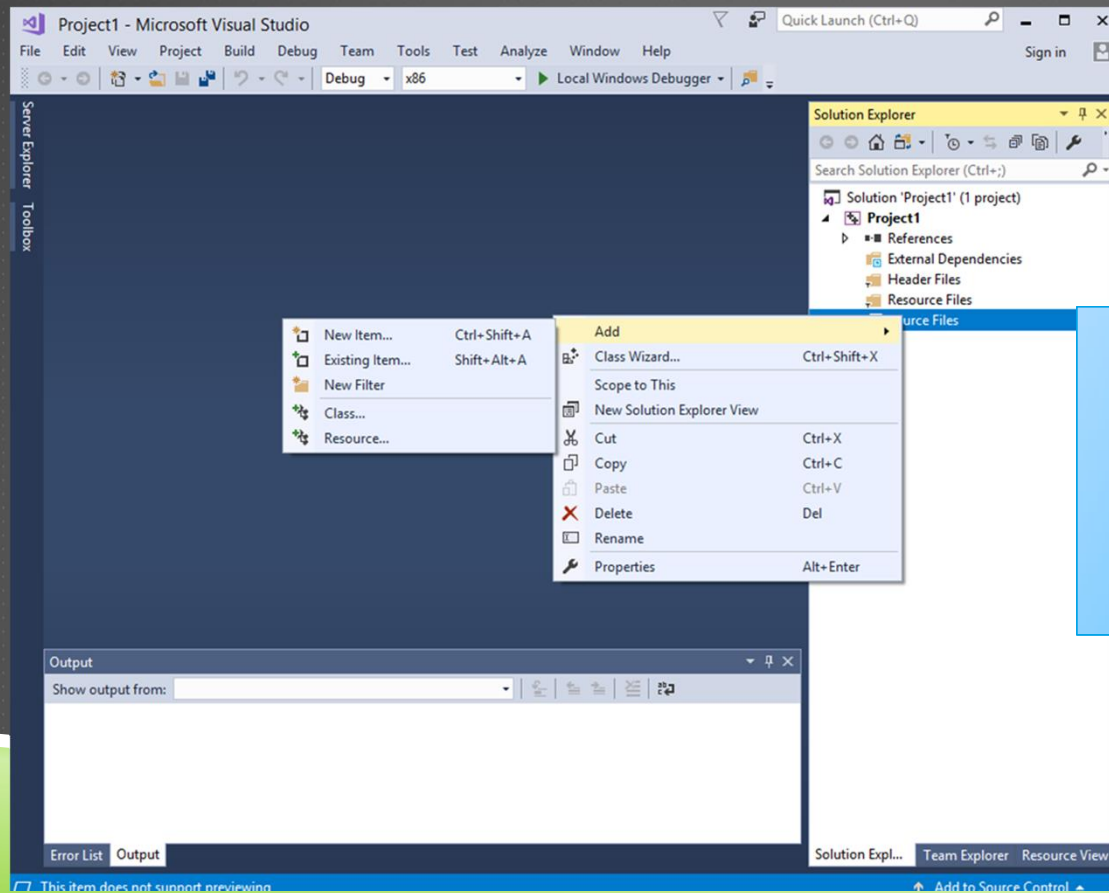 Project1 - Microsoft Visual Studio
Quick Launch (Ctrl+Q)
File Edit View Project Build Debug Team Tools Test Analyze Window Help
Sign in
Debug x86 Local Windows Debugger
Server Explorer
Toolbox
Solution Explorer
Search Solution Explorer (Ctrl+;)
Solution 'Project1' (1 project)
Project1
References
External Dependencies
Header Files
Resource Files
urce Files
New Item... Ctrl+Shift+A
Existing Item... Shift+Alt+A
New Filter
Class...
Resource...
Add
Class Wizard... Ctrl+Shift+X
Scope to This
New Solution Explorer View
Cut Ctrl+X
Copy Ctrl+C
Paste Ctrl+V
Delete Del
Rename
Properties Alt+Enter
Output
Show output from:
Error List Output
Solution Expl... Team Explorer Resource View
This item does not support previewing
Add to Source Control